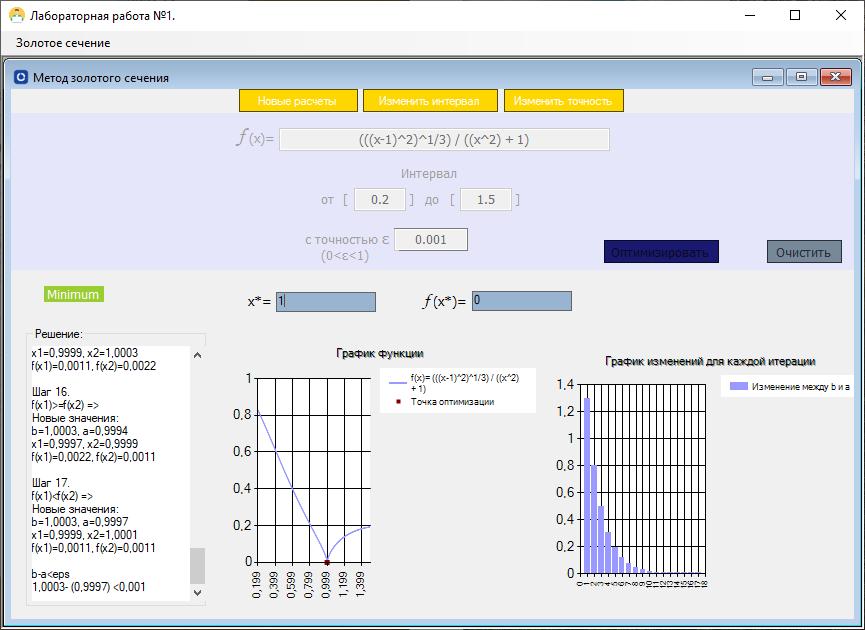 Лабораторная работа №1.
Золотое сечение
Метод золотого сечения
Новые расчеты
Изменить интервал
Изменить точность
f(x)= (((x-1)^2)^1/3) / ((x^2) + 1)
Интервал
от [ 0.2 ] до [ 1.5 ]
с точностью ε 0.001
(0<ε<1)
Оптимизировать
Очистить
Minimum
x*= 1
f(x*)= 0
Решение:
x1=0,9999, x2=1,0003
f(x1)=0,0011, f(x2)=0,0022
Шаг 16.
f(x1)>=f(x2) =>
Новые значения:
b=1,0003, a=0,9994
x1=0,9997, x2=0,9999
f(x1)=0,0022, f(x2)=0,0011
Шаг 17.
f(x1)<f(x2) =>
Новые значения:
b=1,0003, a=0,9997
x1=0,9999, x2=1,0001
f(x1)=0,0011, f(x2)=0,0011
b-a<eps
1,0003- (0,9997) <0,001
График функции
1
0,8
0,6
0,4
0,2
0
0,199
0,399
0,599
0,799
0,999
1,199
1,399
f(x)= (((x-1)^2)^1/3) / ((x^2)
+ 1)
Точка оптимизации
График изменений для каждой итерации
1,4
1,2
1
0,8
0,6
0,4
0,2
0
0
1
2
3
4
5
6
7
8
9
10
11
12
13
14
15
16
17
18
Изменение между b и a